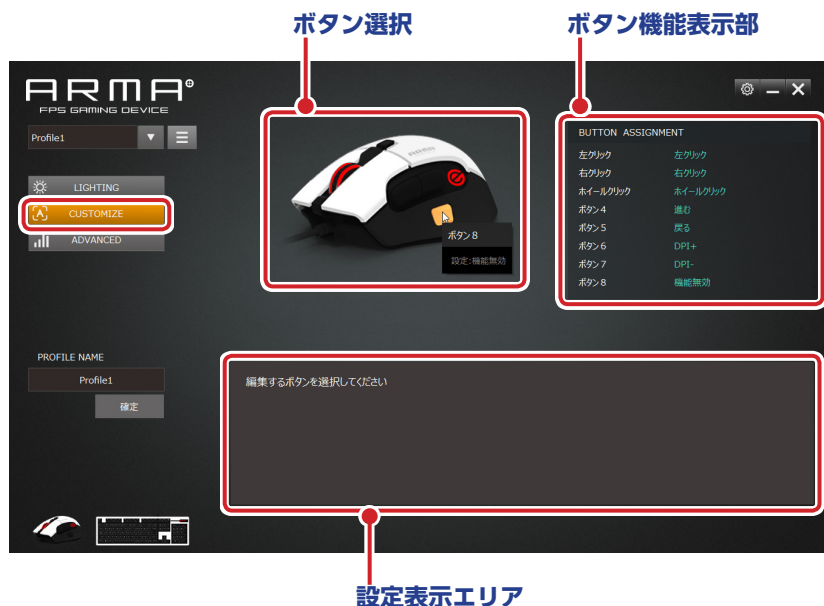 ボタン選択
ボタン機能表示部
ARMA
FPS GAMING DEVICE
Profile1
LIGHTING
CUSTOMIZE
ADVANCED
ARMA
ボタン8
設定:機能無効
BUTTON ASSIGNMENT
左クリック 左クリック
右クリック 右クリック
ホイールクリック ホイールクリック
ボタン4 進む
ボタン5 戻る
ボタン6 DPI+
ボタン7 DPI-
ボタン8 機能無効
PROFILE NAME
Profile1
確定
編集するボタンを選択してください
設定表示エリア